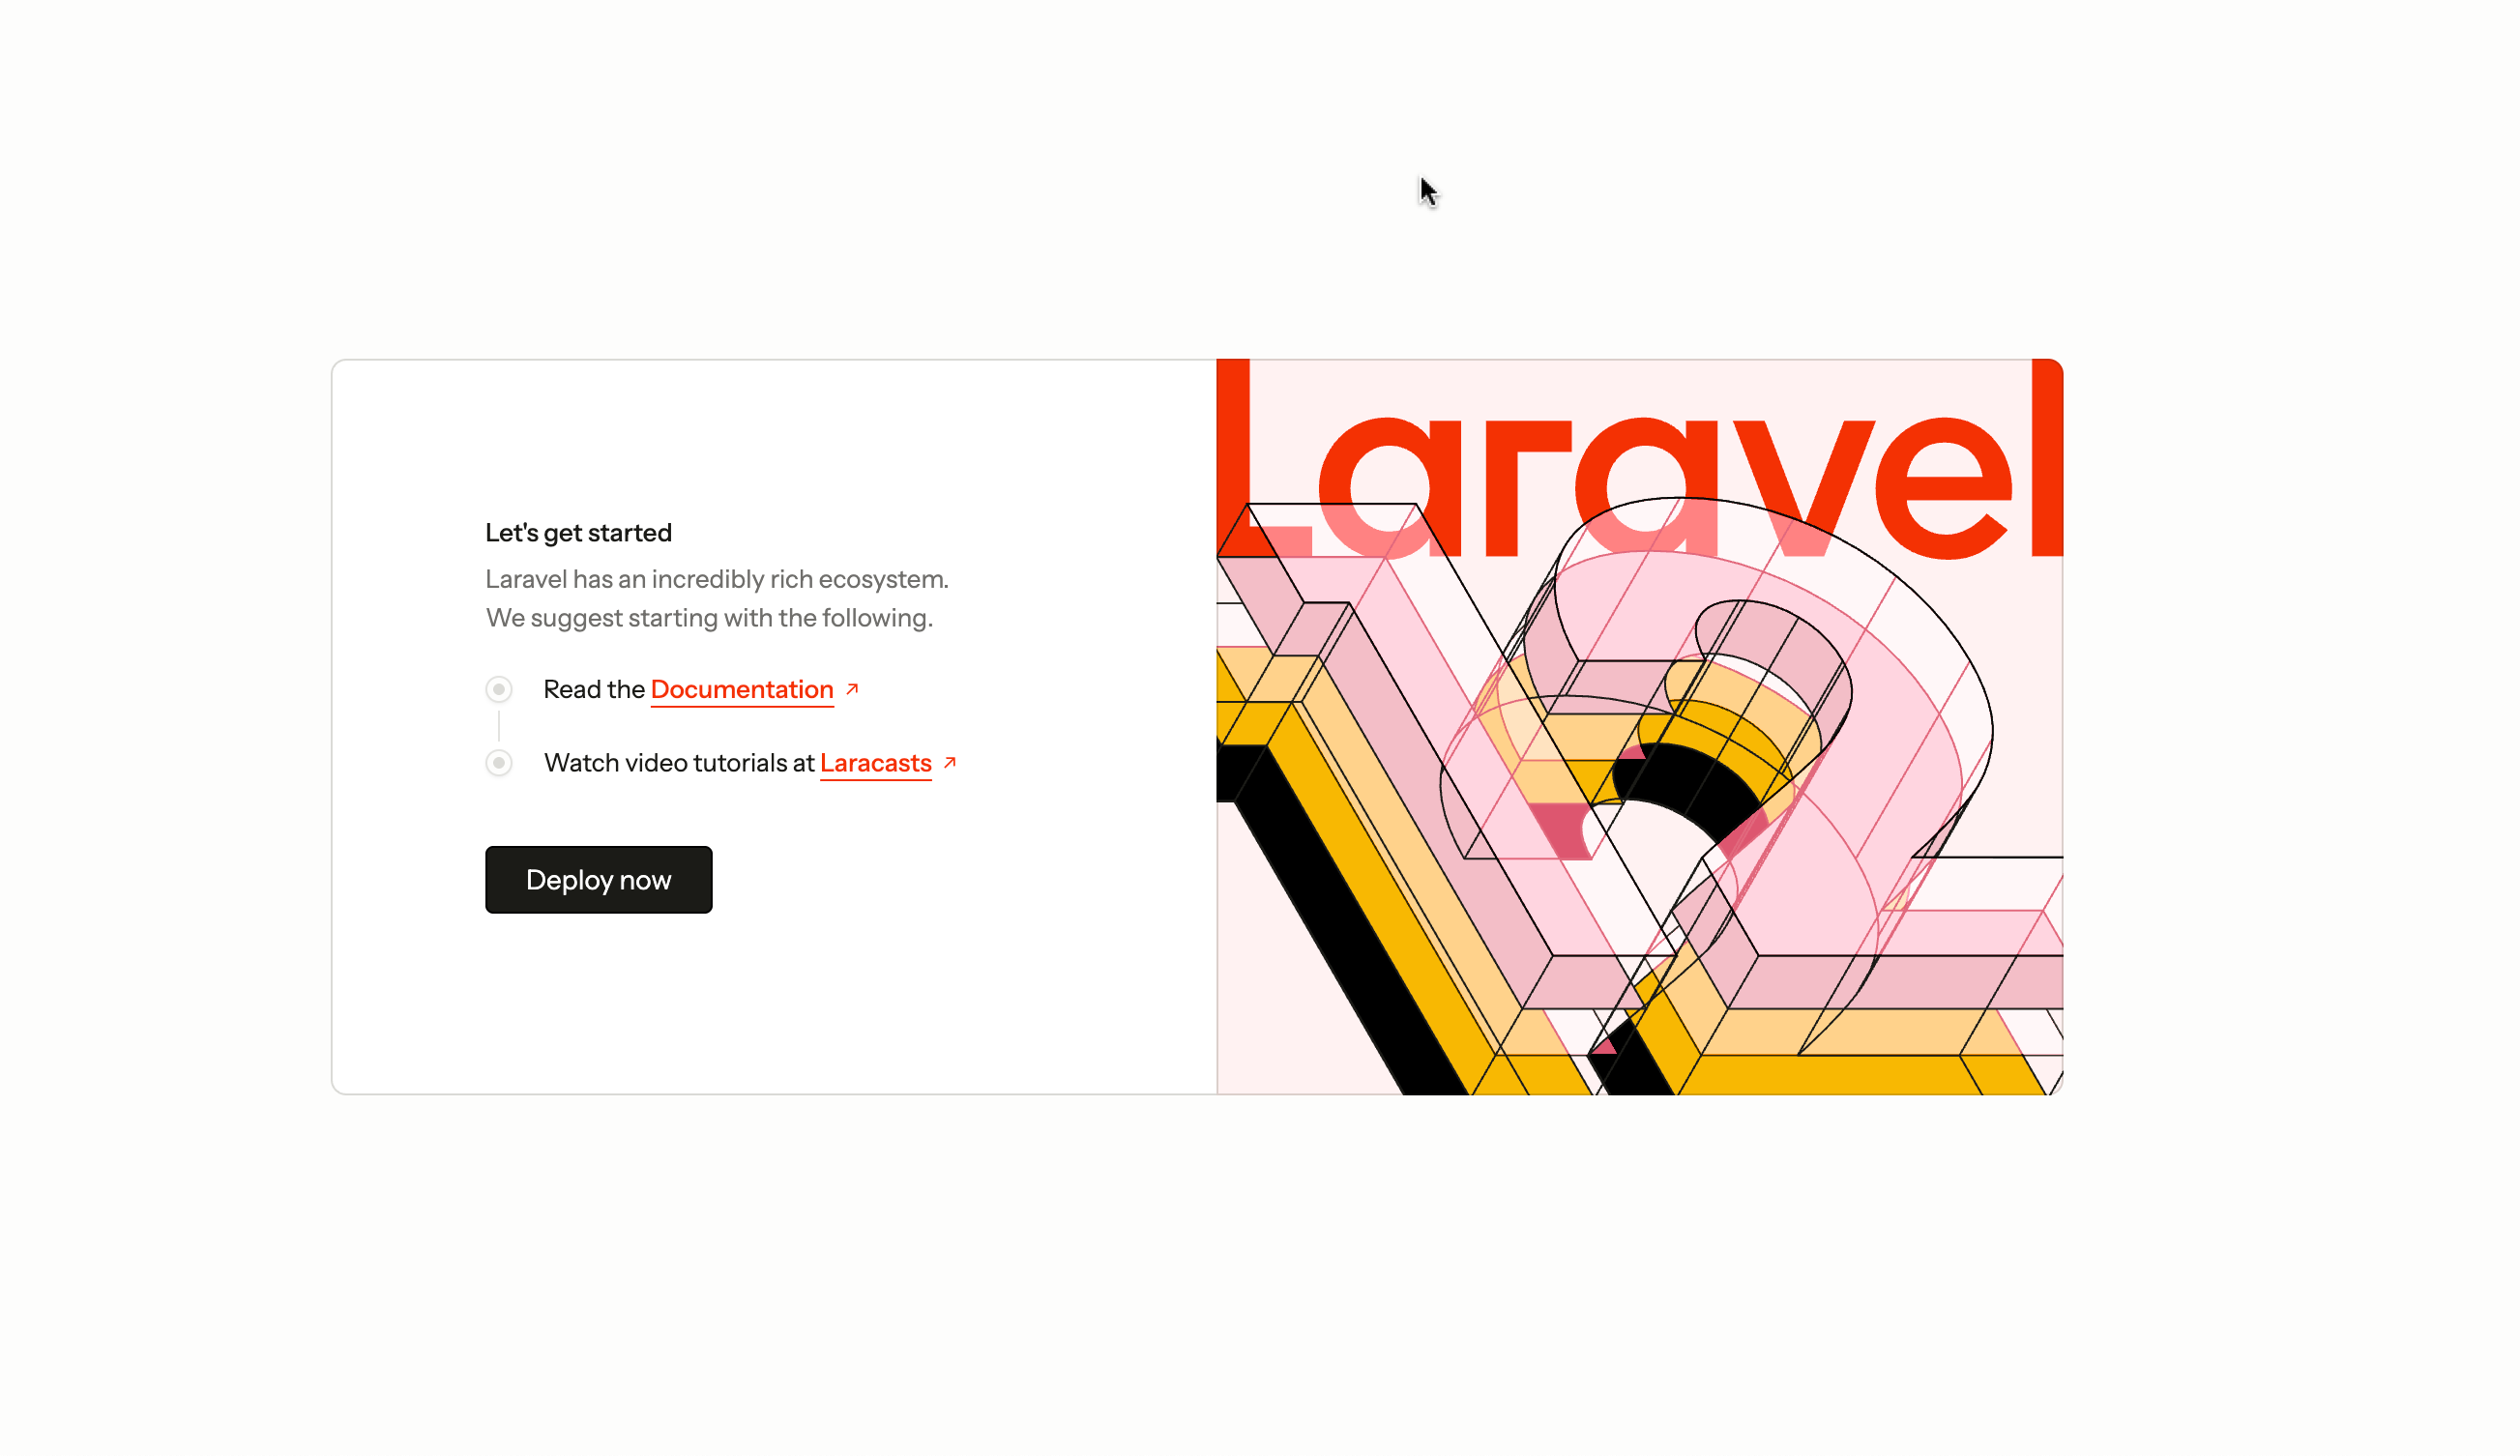 Let's get started
Laravel has an incredibly rich ecosystem.
We suggest starting with the following.
Read the Documentation
Watch video tutorials at Laracasts
Deploy now
Laravel